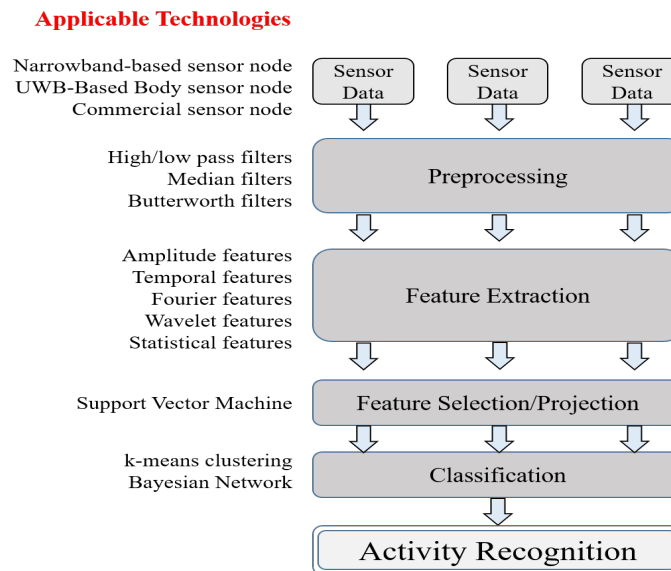 Applicable Technologies
Narrowband-based sensor node
UWB-Based Body sensor node
Commercial sensor node
Sensor
Data
Sensor
Data
Sensor
Data
High/low pass filters
Median filters
Butterworth filters
Preprocessing
Amplitude features
Temporal features
Fourier features
Wavelet features
Statistical features
Feature Extraction
Support Vector Machine
Feature Selection/Projection
k-means clustering
Bayesian Network
Classification
Activity Recognition